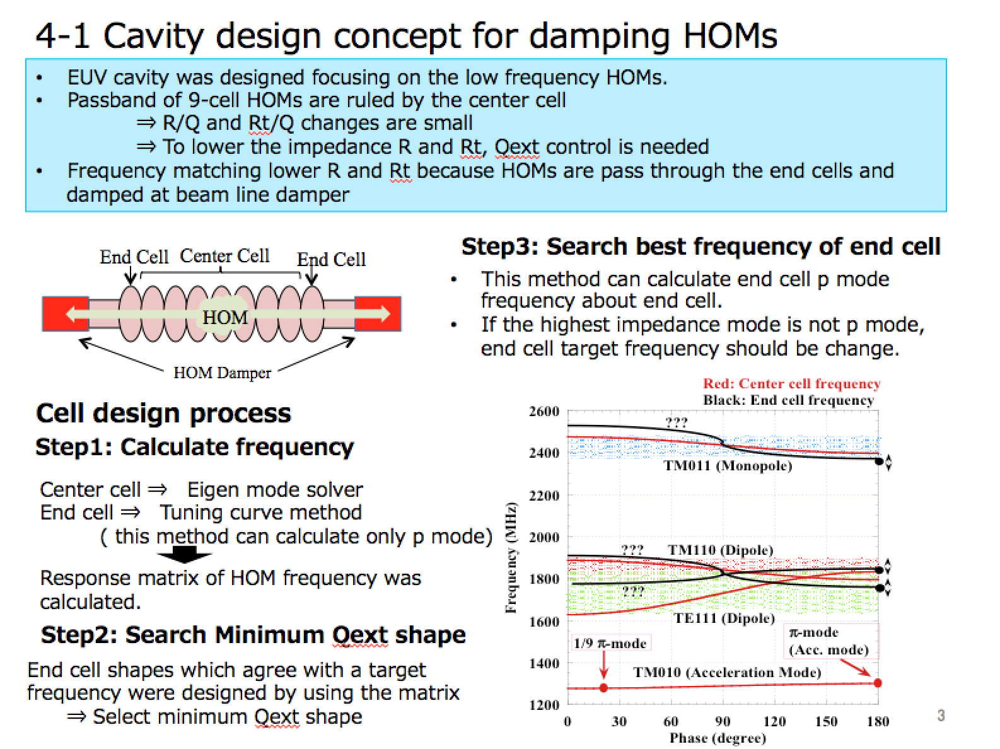 4-1 Cavity design concept for damping HOMs
• EUV cavity was designed focusing on the low frequency HOMs.
• Passband of 9-cell HOMs are ruled by the center cell
⇒ R/Q and Rt/Q changes are small
⇒ To lower the impedance R and Rt, Qext control is needed
• Frequency matching lower R and Rt because HOMs are pass through the end cells and
damped at beam line damper
End Cell Center Cell End Cell
HOM
HOM Damper
Cell design process
Step1: Calculate frequency
Center cell ⇒ Eigen mode solver
End cell ⇒ Tuning curve method
( this method can calculate only p mode)
Response matrix of HOM frequency was
calculated.
Step2: Search Minimum Qext shape
End cell shapes which agree with a target
frequency were designed by using the matrix
⇒ Select minimum Qext shape
Step3: Search best frequency of end cell
• This method can calculate end cell p mode
frequency about end cell.
• If the highest impedance mode is not p mode,
end cell target frequency should be change.
Red: Center cell frequency
Black: End cell frequency
2600
???
2400
TM011 (Monopole)
2200
2000
??? TM110 (Dipole)
1800
???
TE111 (Dipole)
1600
π-mode
(Acc. mode)
1/9 π-mode
1400
TM010 (Acceleration Mode)
1200
Frequency (MHz)
0 30 60 90 120 150 180
Phase (degree)
3